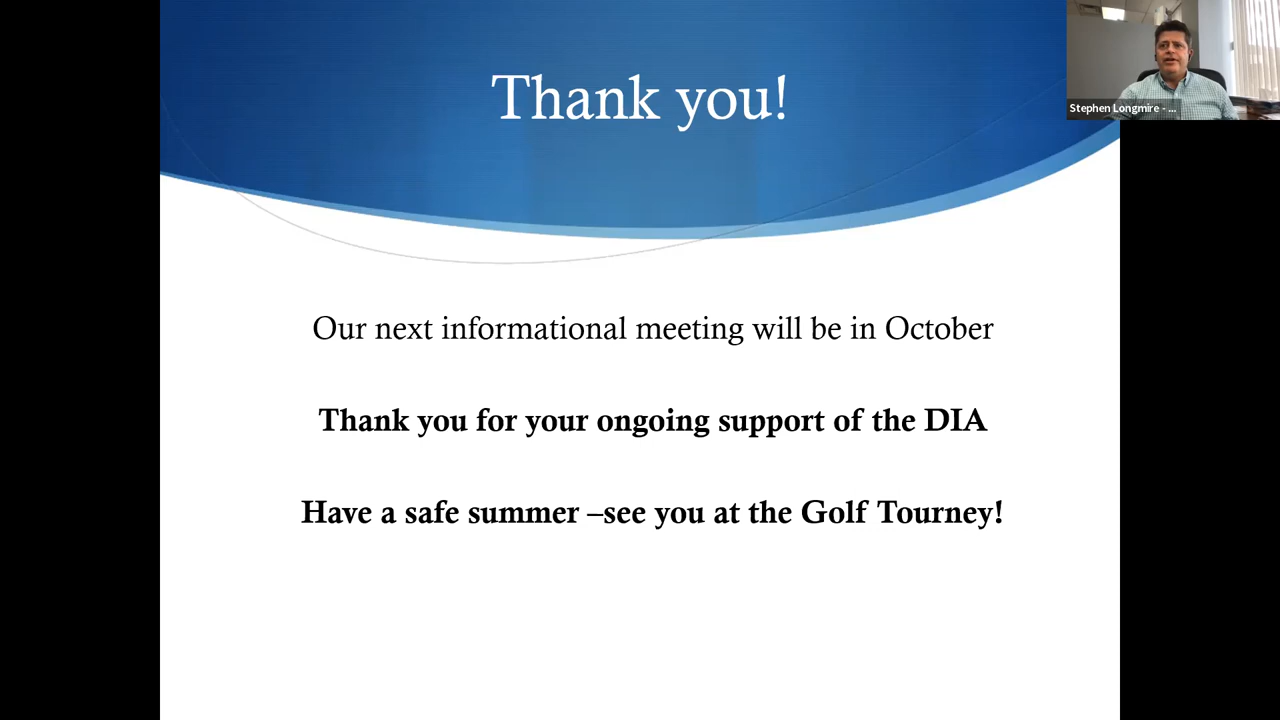 Thank you!
Stephen Longmire - ...
Our next informational meeting will be in October
Thank you for your ongoing support of the DIA
Have a safe summer –see you at the Golf Tourney!